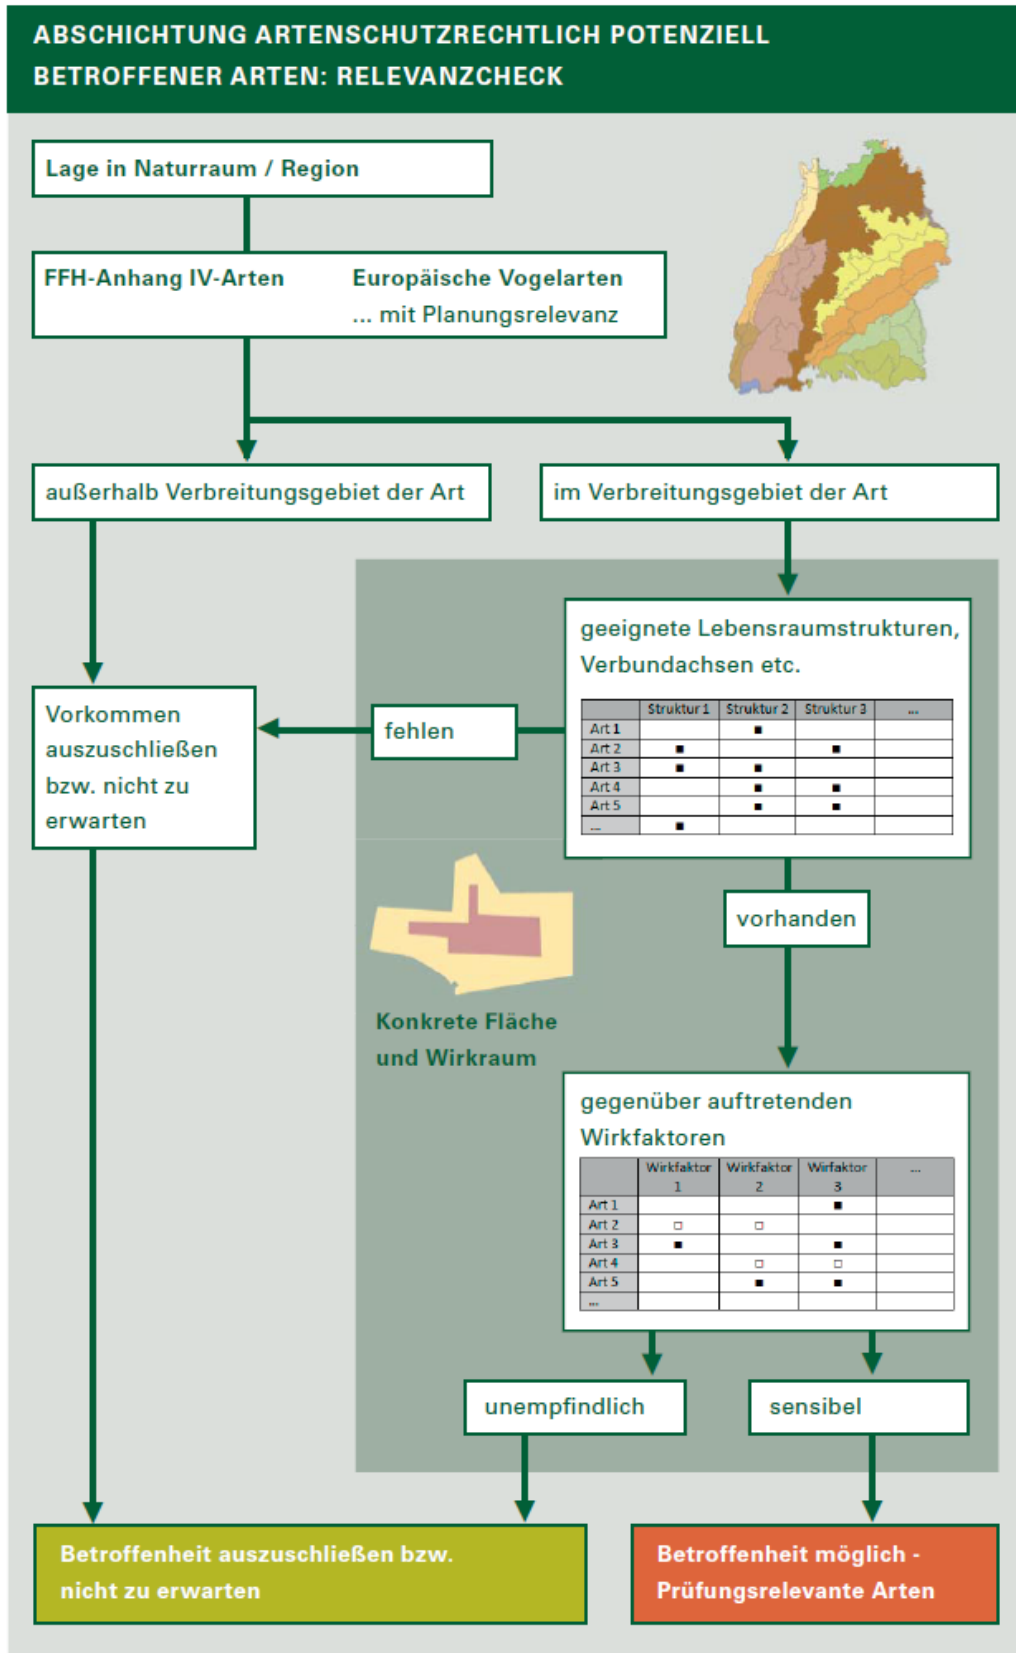 ABSCHICHTUNG ARTENSCHUTZRECHTLICH POTENZIELL
BETROFFENER ARTEN: RELEVANZCHECK
Lage in Naturraum / Region
FFH-Anhang IV-Arten Europäische Vogelarten
... mit Planungsrelevanz
außerhalb Verbreitungsgebiet der Art
im Verbreitungsgebiet der Art
geeignete Lebensraumstrukturen,
Verbundachsen etc.
Struktur 1 Struktur 2 Struktur 3 ...
Art 1 ■
Art 2 ■ ■
Art 3 ■ ■
Art 4 ■ ■
Art 5 ■ ■
... ■
fehlen
Vorkommen
auszuschließen
bzw. nicht zu
erwarten
vorhanden
Konkrete Fläche
und Wirkraum
gegenüber auftretenden
Wirkfaktoren
Wirkfaktor Wirkfaktor Wirfaktor ...
1 2 3
Art 1 ■
Art 2 □ □
Art 3 ■ ■
Art 4 □ □
Art 5 ■ ■
...
unempfindlich
sensibel
Betroffenheit auszuschließen bzw.
nicht zu erwarten
Betroffenheit möglich -
Prüfungsrelevante Arten